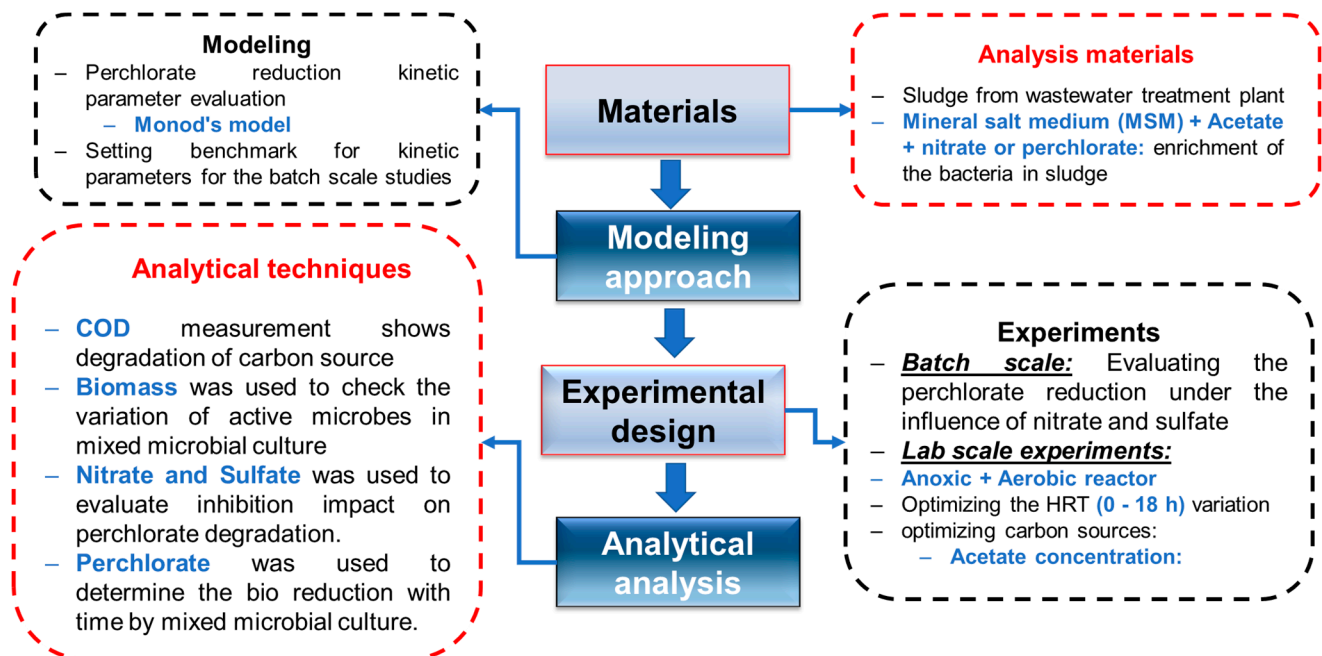 Modeling
– Perchlorate reduction kinetic
parameter evaluation
– Monod's model
– Setting benchmark for kinetic
parameters for the batch scale studies
Materials
Analysis materials
– Sludge from wastewater treatment plant
– Mineral salt medium (MSM) + Acetate
+ nitrate or perchlorate: enrichment of
the bacteria in sludge
Modeling
approach
Analytical techniques
– COD measurement shows
degradation of carbon source
– Biomass was used to check the
variation of active microbes in
mixed microbial culture
– Nitrate and Sulfate was used to
evaluate inhibition impact on
perchlorate degradation.
– Perchlorate was used to
determine the bio reduction with
time by mixed microbial culture.
Experimental
design
Experiments
– Batch scale: Evaluating the
perchlorate reduction under the
influence of nitrate and sulfate
– Lab scale experiments:
– Anoxic + Aerobic reactor
– Optimizing the HRT (0 - 18 h) variation
– optimizing carbon sources:
– Acetate concentration:
Analytical
analysis